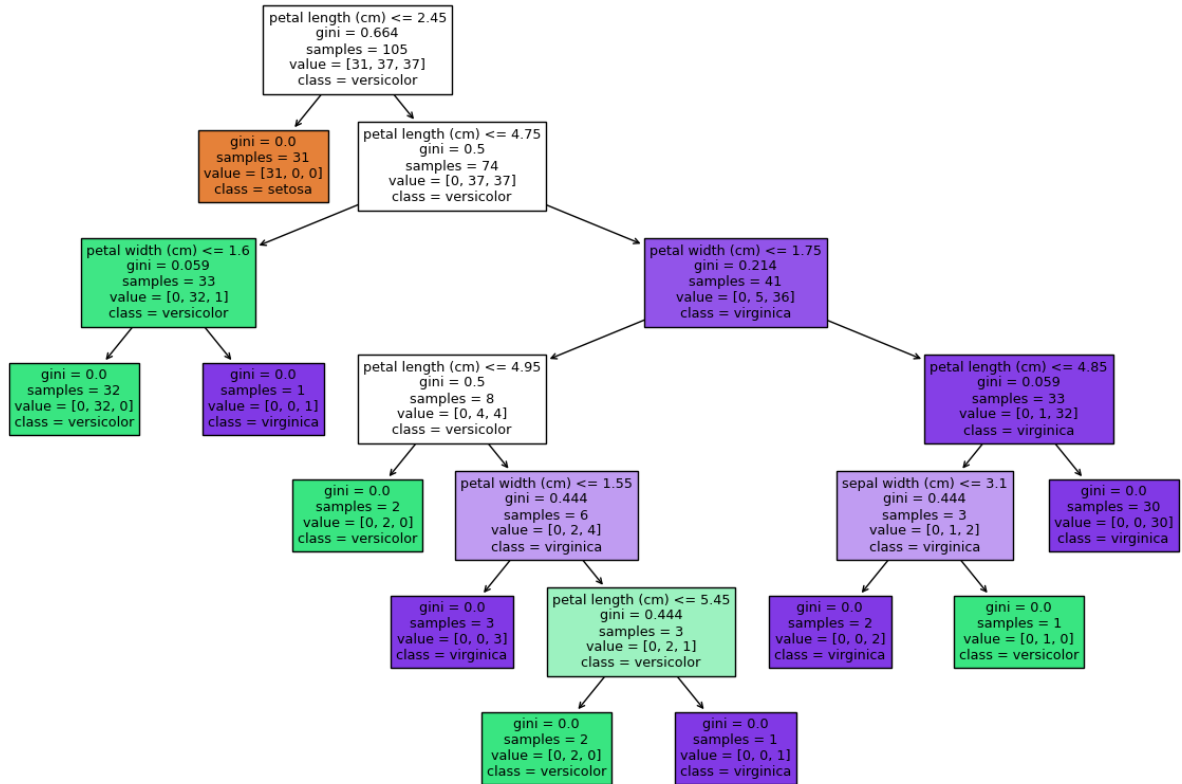 petal length (cm) <= 2.45
gini = 0.664
samples = 105
value = [31, 37, 37]
class = versicolor
gini = 0.0
samples = 31
value = [31, 0, 0]
class = setosa
petal length (cm) <= 4.75
gini = 0.5
samples = 74
value = [0, 37, 37]
class = versicolor
petal width (cm) <= 1.6
gini = 0.059
samples = 33
value = [0, 32, 1]
class = versicolor
petal width (cm) <= 1.75
gini = 0.214
samples = 41
value = [0, 5, 36]
class = virginica
gini = 0.0
samples = 32
value = [0, 32, 0]
class = versicolor
gini = 0.0
samples = 1
value = [0, 0, 1]
class = virginica
petal length (cm) <= 4.95
gini = 0.5
samples = 8
value = [0, 4, 4]
class = versicolor
petal length (cm) <= 4.85
gini = 0.059
samples = 33
value = [0, 1, 32]
class = virginica
gini = 0.0
samples = 2
value = [0, 2, 0]
class = versicolor
petal width (cm) <= 1.55
gini = 0.444
samples = 6
value = [0, 2, 4]
class = virginica
sepal width (cm) <= 3.1
gini = 0.444
samples = 3
value = [0, 1, 2]
class = virginica
gini = 0.0
samples = 30
value = [0, 0, 30]
class = virginica
gini = 0.0
samples = 3
value = [0, 0, 3]
class = virginica
petal length (cm) <= 5.45
gini = 0.444
samples = 3
value = [0, 2, 1]
class = versicolor
gini = 0.0
samples = 2
value = [0, 0, 2]
class = virginica
gini = 0.0
samples = 1
value = [0, 1, 0]
class = versicolor
gini = 0.0
samples = 2
value = [0, 2, 0]
class = versicolor
gini = 0.0
samples = 1
value = [0, 0, 1]
class = virginica